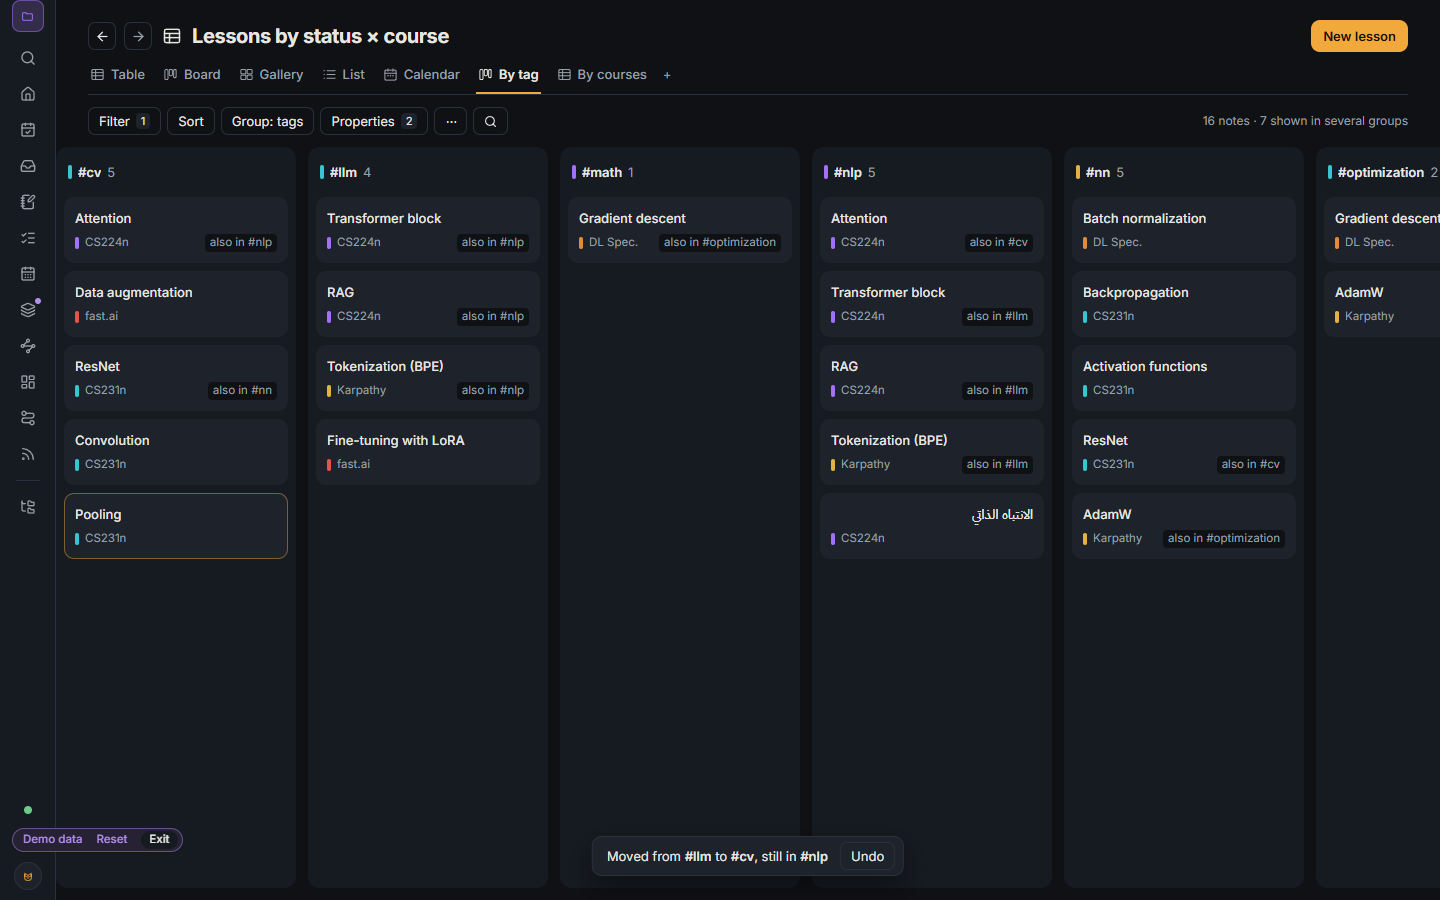 Lessons by status × course
New lesson
Table
Board
Gallery
List
Calendar
By tag
By courses
+
Filter 1
Sort
Group: tags
Properties 2
...
16 notes · 7 shown in several groups
#cv 5
Attention
CS224n also in #nlp
Data augmentation
fast.ai
ResNet
CS231n also in #nn
Convolution
CS231n
Pooling
CS231n
#llm 4
Transformer block
CS224n also in #nlp
RAG
CS224n also in #nlp
Tokenization (BPE)
Karpathy also in #nlp
Fine-tuning with LoRA
fast.ai
#math 1
Gradient descent
DL Spec. also in #optimization
#nlp 5
Attention
CS224n also in #cv
Transformer block
CS224n also in #llm
RAG
CS224n also in #llm
Tokenization (BPE)
Karpathy also in #llm
الانتباه الذاتي
CS224n
#nn 5
Batch normalization
DL Spec.
Backpropagation
CS231n
Activation functions
CS231n
ResNet
CS231n also in #cv
AdamW
Karpathy also in #optimization
#optimization 2
Gradient descent
DL Spec.
AdamW
Karpathy
Demo data Reset Exit
Moved from #llm to #cv, still in #nlp Undo